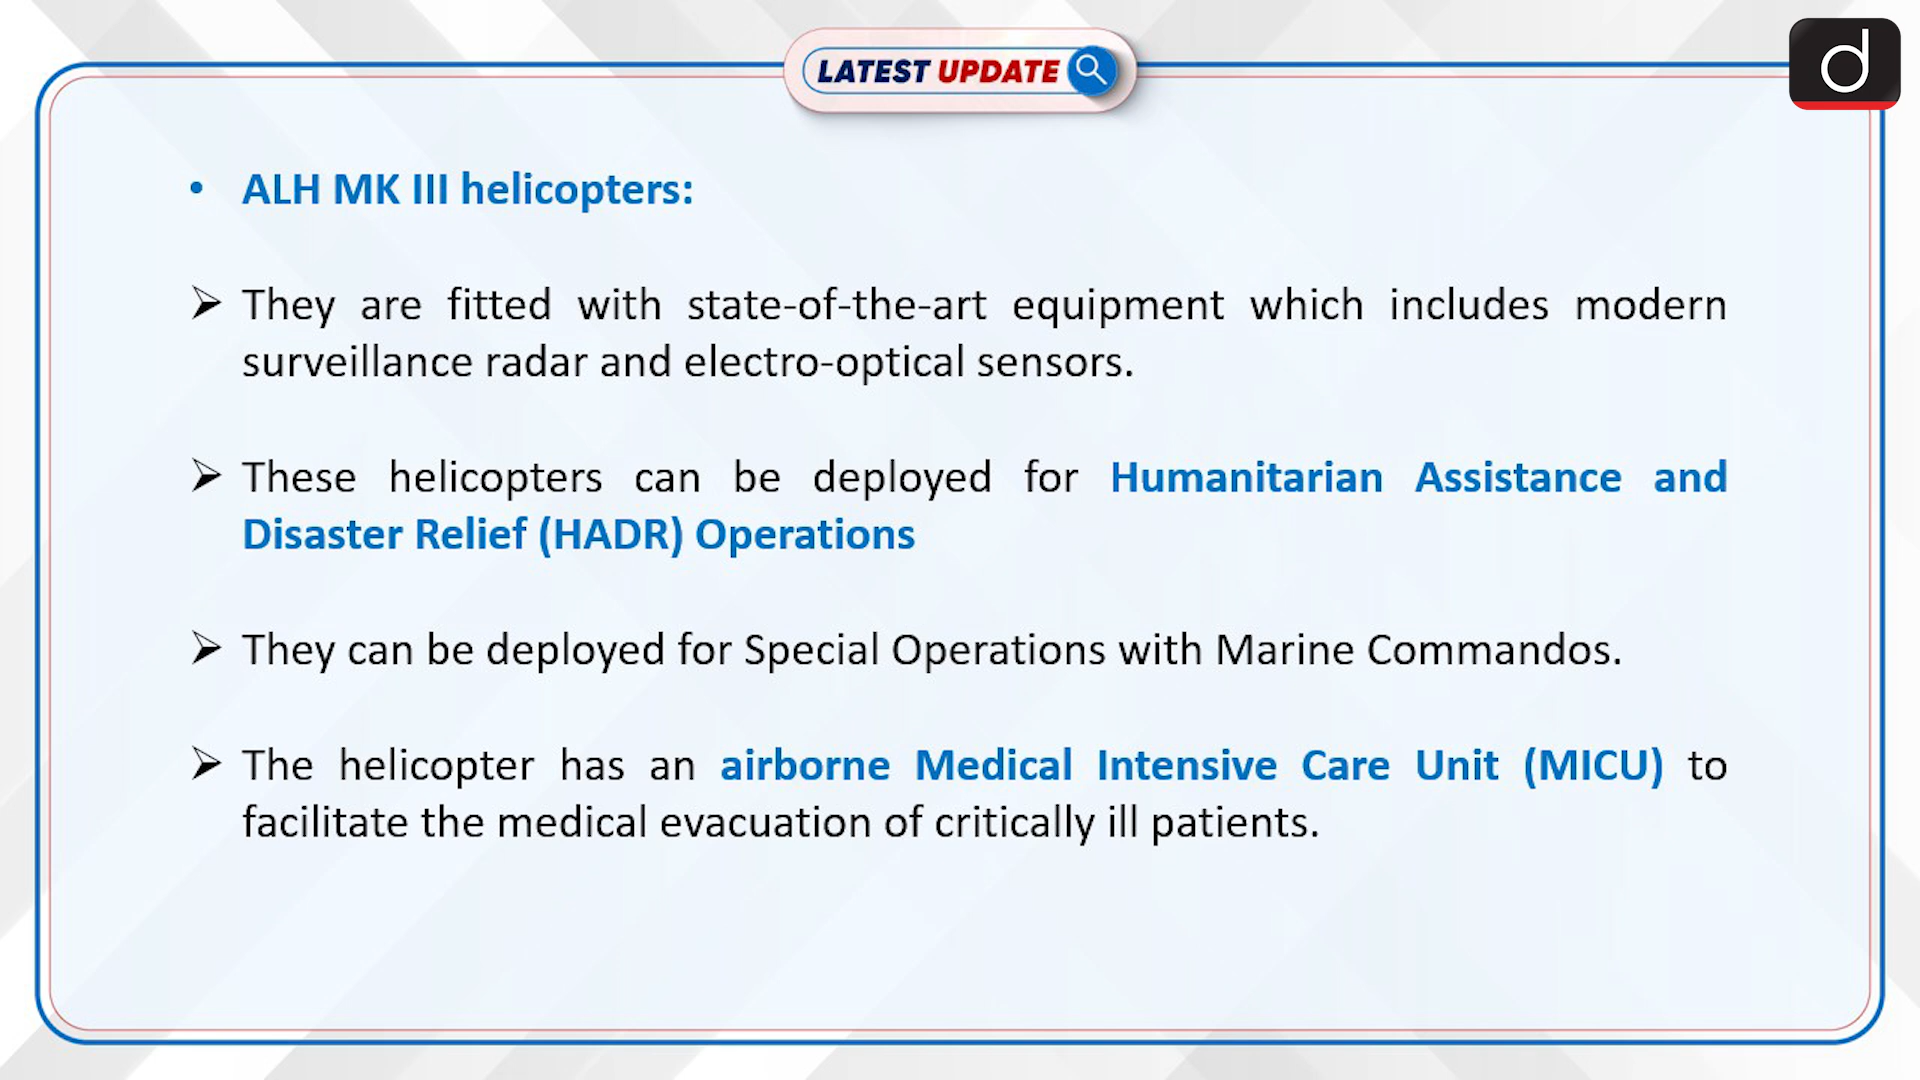 LATEST UPDATE
d
• ALH MK III helicopters:
➢ They are fitted with state-of-the-art equipment which includes modern
surveillance radar and electro-optical sensors.
➢ These helicopters can be deployed for Humanitarian Assistance and
Disaster Relief (HADR) Operations
➢ They can be deployed for Special Operations with Marine Commandos.
➢ The helicopter has an airborne Medical Intensive Care Unit (MICU) to
facilitate the medical evacuation of critically ill patients.